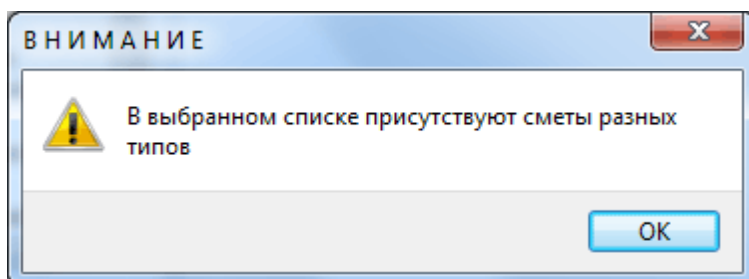 ВНИМАНИЕ
В выбранном списке присутствуют сметы разных
типов
OK